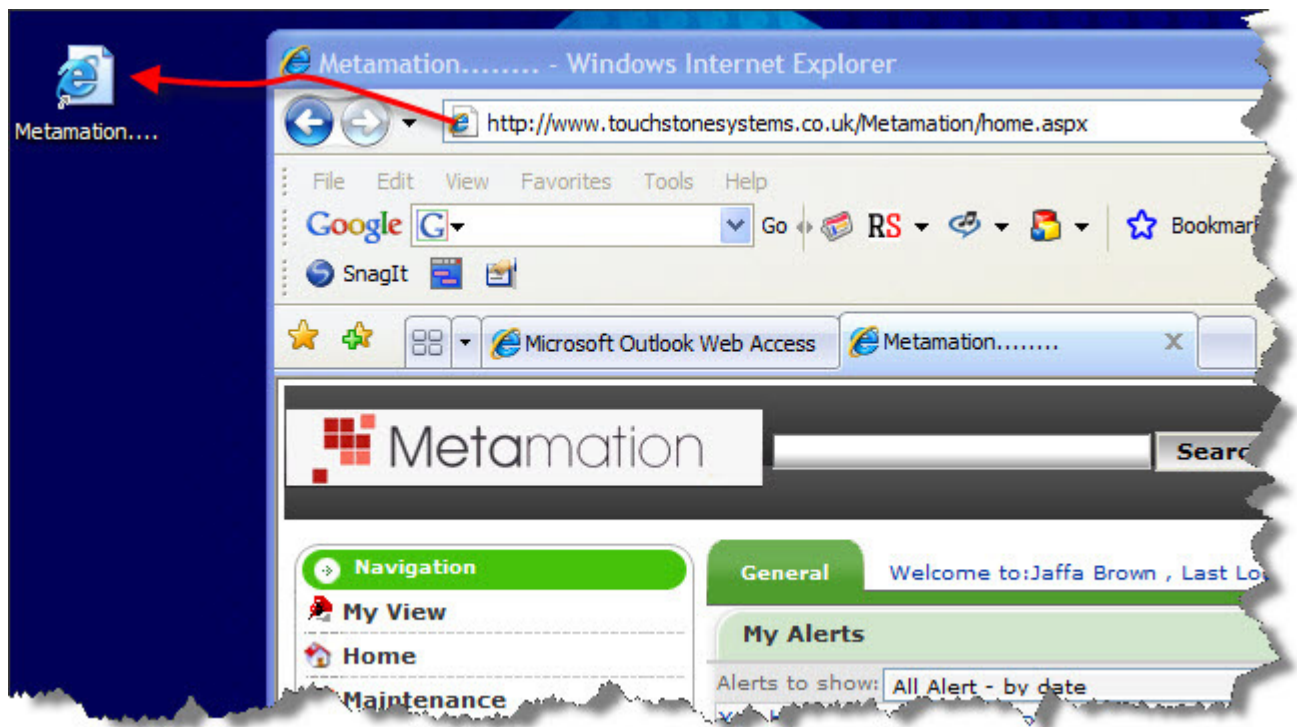 Metamation....
Metamation........ - Windows Internet Explorer
http://www.touchstonesystems.co.uk/Metamation/home.aspx
File Edit View Favorites Tools Help
Google G Go RS Bookmar
SnagIt
Microsoft Outlook Web Access Metamation........ X
Metamation
Searc
Navigation
General Welcome to:Jaffa Brown , Last Lo
My View
My Alerts
Home
Alerts to show: All Alert - by date
Maintenance